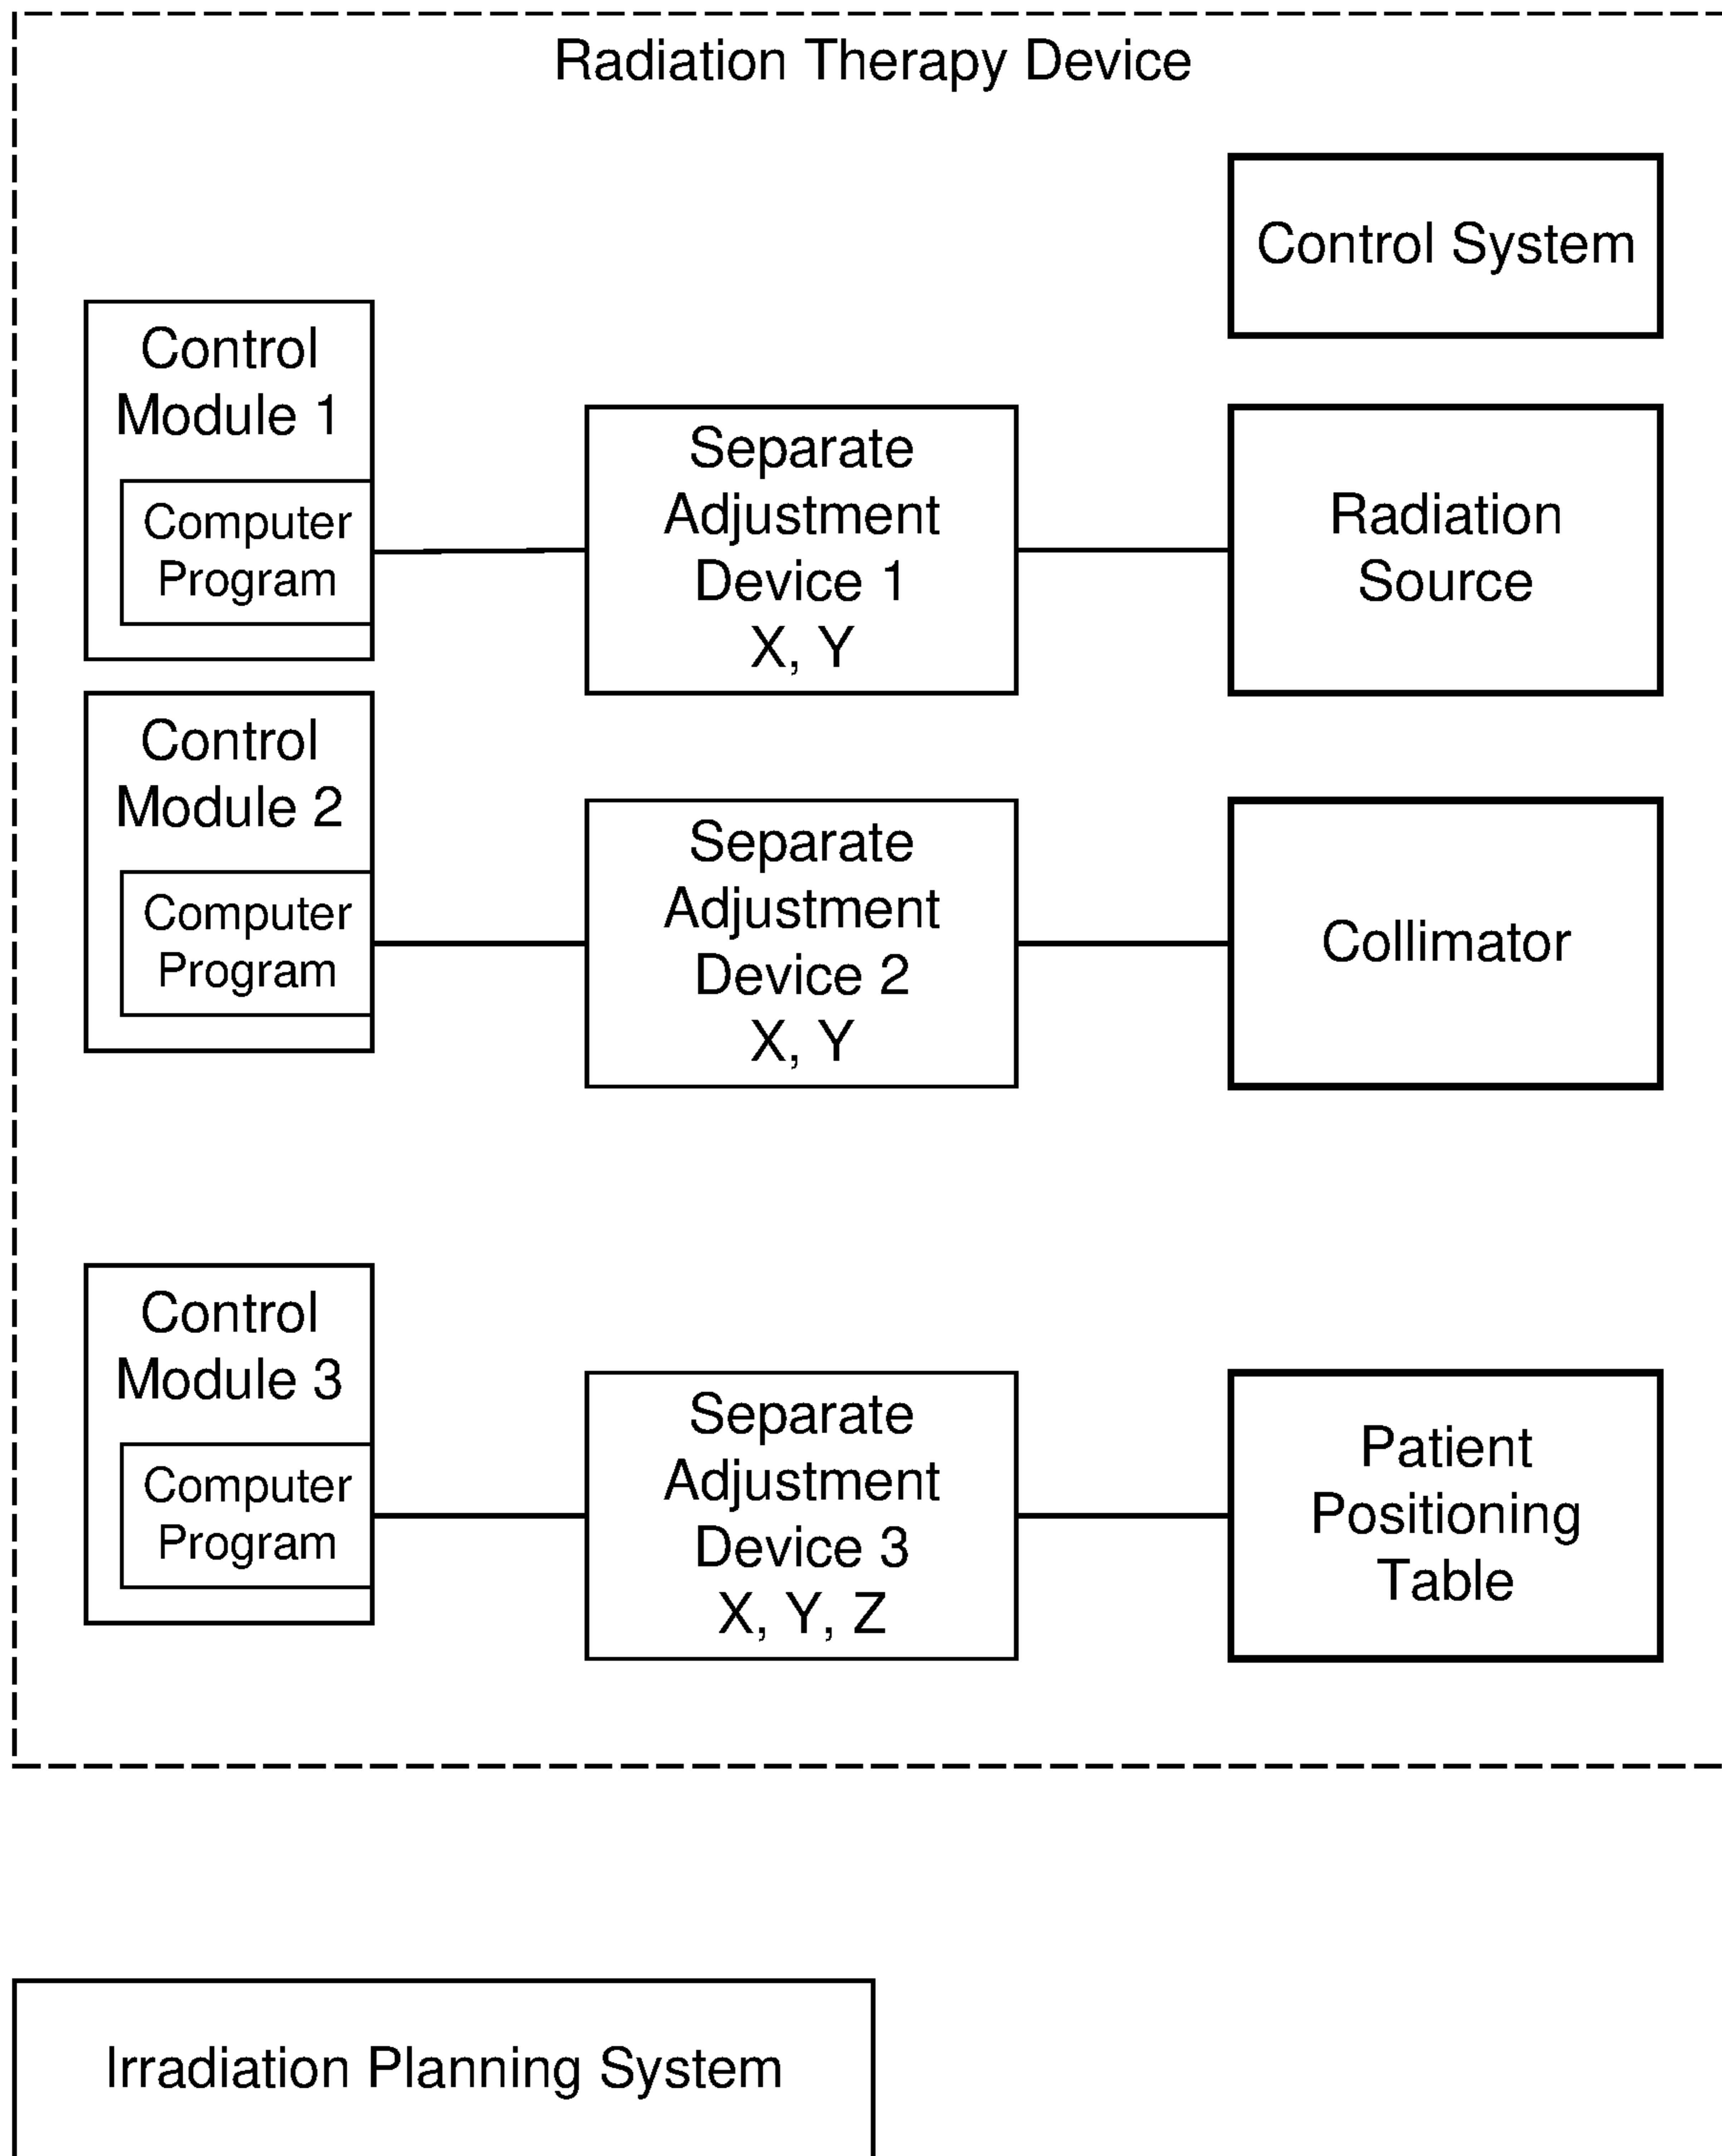 Radiation Therapy Device
Control System
Control
Module 1
Computer
Program
Separate
Adjustment
Device 1
X, Y
Radiation
Source
Control
Module 2
Computer
Program
Separate
Adjustment
Device 2
X, Y
Collimator
Control
Module 3
Computer
Program
Separate
Adjustment
Device 3
X, Y, Z
Patient
Positioning
Table
Irradiation Planning System